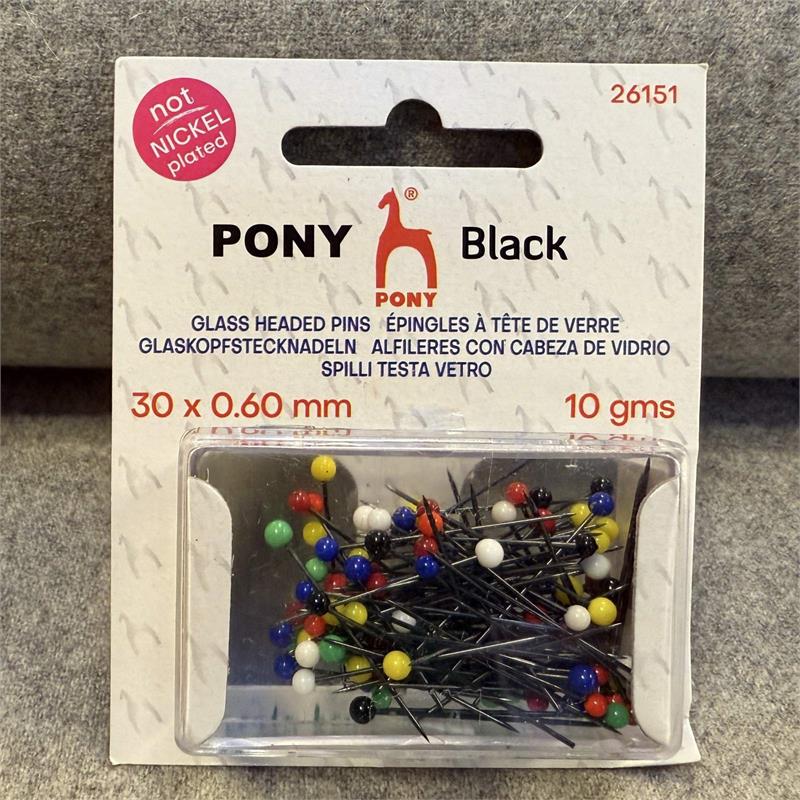 not
NICKEL
plated
26151
PONY ® Black
PONY
GLASS HEADED PINS ÉPINGLES À TÊTE DE VERRE
GLASKOPFSTECKNADELN ALFILERES CON CABEZA DE VIDRIO
SPILLI TESTA VETRO
30 x 0.60 mm 10 gms